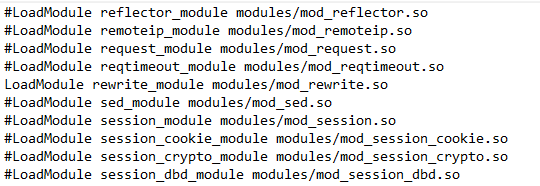 #LoadModule reflector_module modules/mod_reflector.so
#LoadModule remoteip_module modules/mod_remoteip.so
#LoadModule request_module modules/mod_request.so
#LoadModule reqtimeout_module modules/mod_reqtimeout.so
LoadModule rewrite_module modules/mod_rewrite.so
#LoadModule sed_module modules/mod_sed.so
#LoadModule session_module modules/mod_session.so
#LoadModule session_cookie_module modules/mod_session_cookie.so
#LoadModule session_crypto_module modules/mod_session_crypto.so
#LoadModule session_dbd_module modules/mod_session_dbd.so